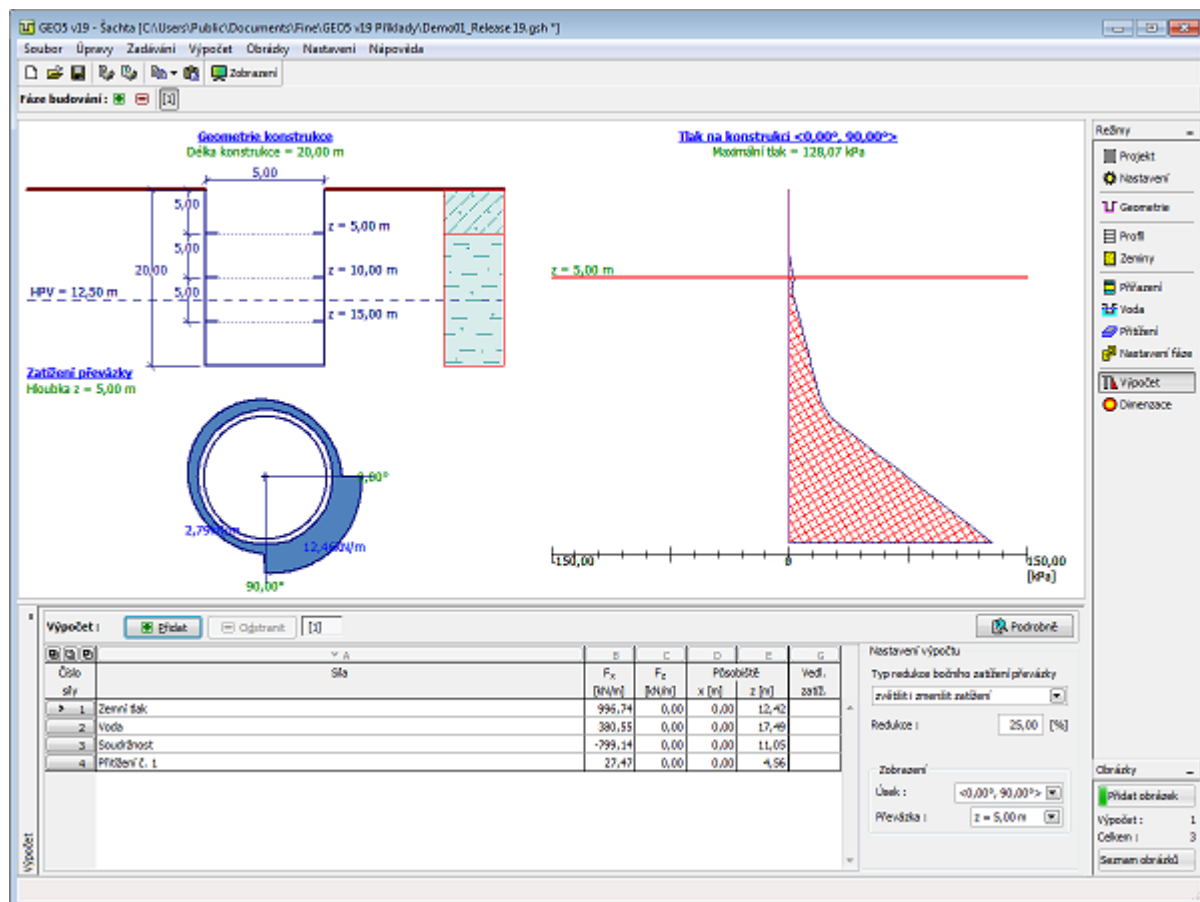 GEO5 v19 - Šachta [C:\Users\Public\Documents\Fine\GEO5 v19 Příklady\Demo01_Release 19.gsh *]
Soubor Úpravy Zadávání Výpočet Obrázky Nastavení Nápověda
Zobrazení
Fáze budování : [1]
Geometrie konstrukce
Délka konstrukce = 20,00 m
5,00
5,00
z = 5,00 m
5,00
20,00
z = 10,00 m
HPV = 12,50 m
5,00
z = 15,00 m
Zatížení převázky
Hloubka z = 5,00 m
0,00°
12,46kN/m
90,00°
Tlak na konstrukci <0,00°, 90,00°>
Maximální tlak = 128,07 kPa
z = 5,00 m
-150,00
0
150,00
[kPa]
Režimy
Projekt
Nastavení
Geometrie
Profil
Zeminy
Přiřazení
Voda
Přitížení
Nastavení fáze
Výpočet
Dimenzace
Výpočet
Výpočet : Přidat Odstranit [1]
Podrobně
A B C D E G
Číslo Síla Fx Fz Působiště Vedl.
síly [kN/m] [kN/m] x [m] z [m] zatíž.
1 Zemní tlak 996,74 0,00 0,00 12,42
2 Voda 380,55 0,00 0,00 17,49
3 Soudržnost -799,14 0,00 0,00 11,05
4 Přitížení č. 1 27,47 0,00 0,00 4,56
Nastavení výpočtu
Typ redukce bočního zatížení převázky
zvětšit i zmenšit zatížení
Redukce : 25,00 [%]
Zobrazení
Úsek : <0,00°, 90,00°>
Převázka : z = 5,00 m
Obrázky
Přidat obrázek
Výpočet : 1
Celkem : 3
Seznam obrázků